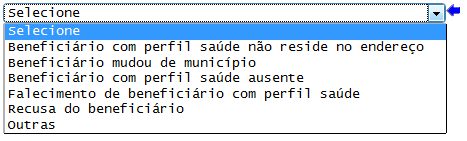 Selecione
Selecione
Beneficiário com perfil saúde não reside no endereço
Beneficiário mudou de município
Beneficiário com perfil saúde ausente
Falecimento de beneficiário com perfil saúde
Recusa do beneficiário
Outras